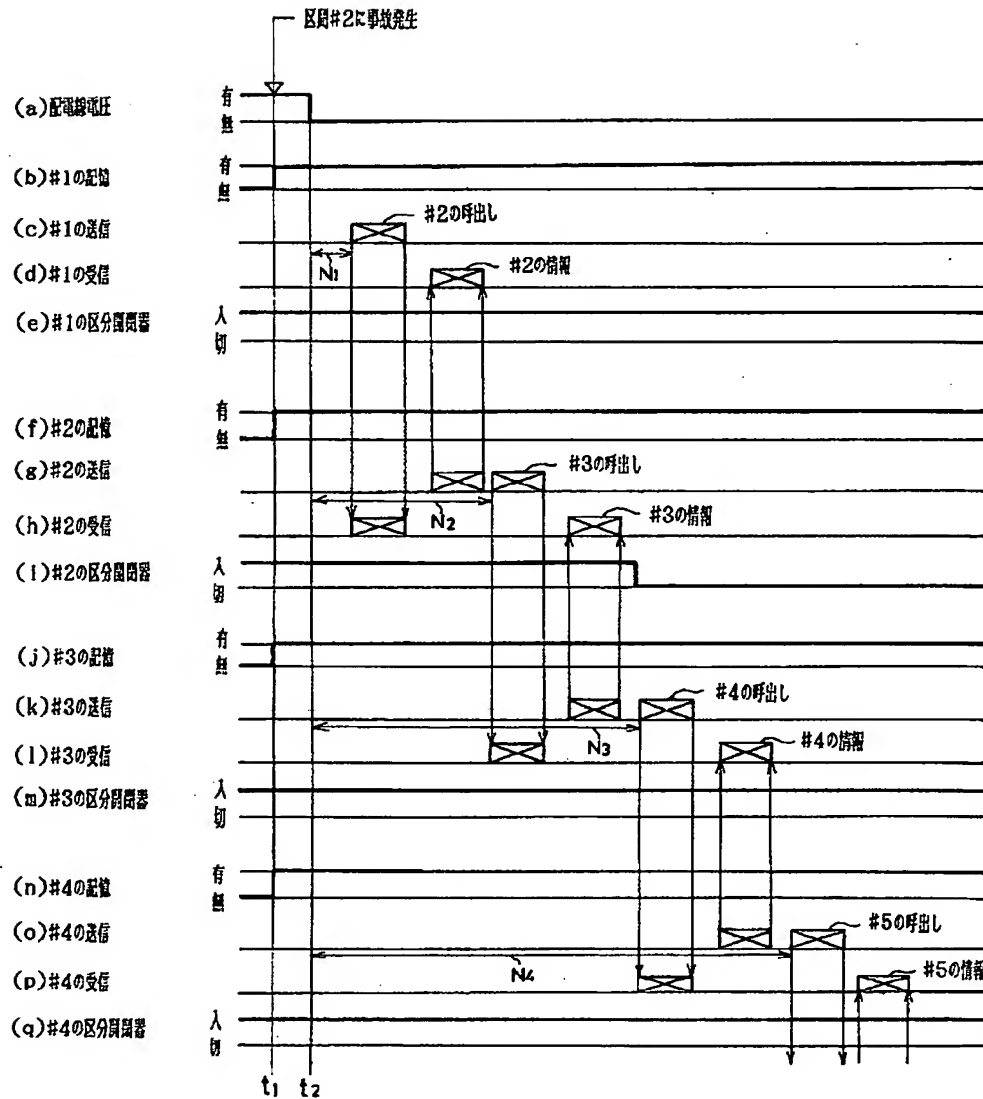 区間#2に事故発生
(a)配電線電圧
有
無
(b)#1の記憶
有
無
(c)#1の送信
#2の呼出し
N1
(d)#1の受信
#2の情報
(e)#1の区分開閉器
入
切
(f)#2の記憶
有
無
(g)#2の送信
#3の呼出し
N2
(h)#2の受信
#3の情報
(i)#2の区分開閉器
入
切
(j)#3の記憶
有
無
(k)#3の送信
#4の呼出し
N3
(l)#3の受信
#4の情報
(m)#3の区分開閉器
入
切
(n)#4の記憶
有
無
(o)#4の送信
#5の呼出し
N4
(p)#4の受信
#5の情報
(q)#4の区分開閉器
入
切
t1 t2